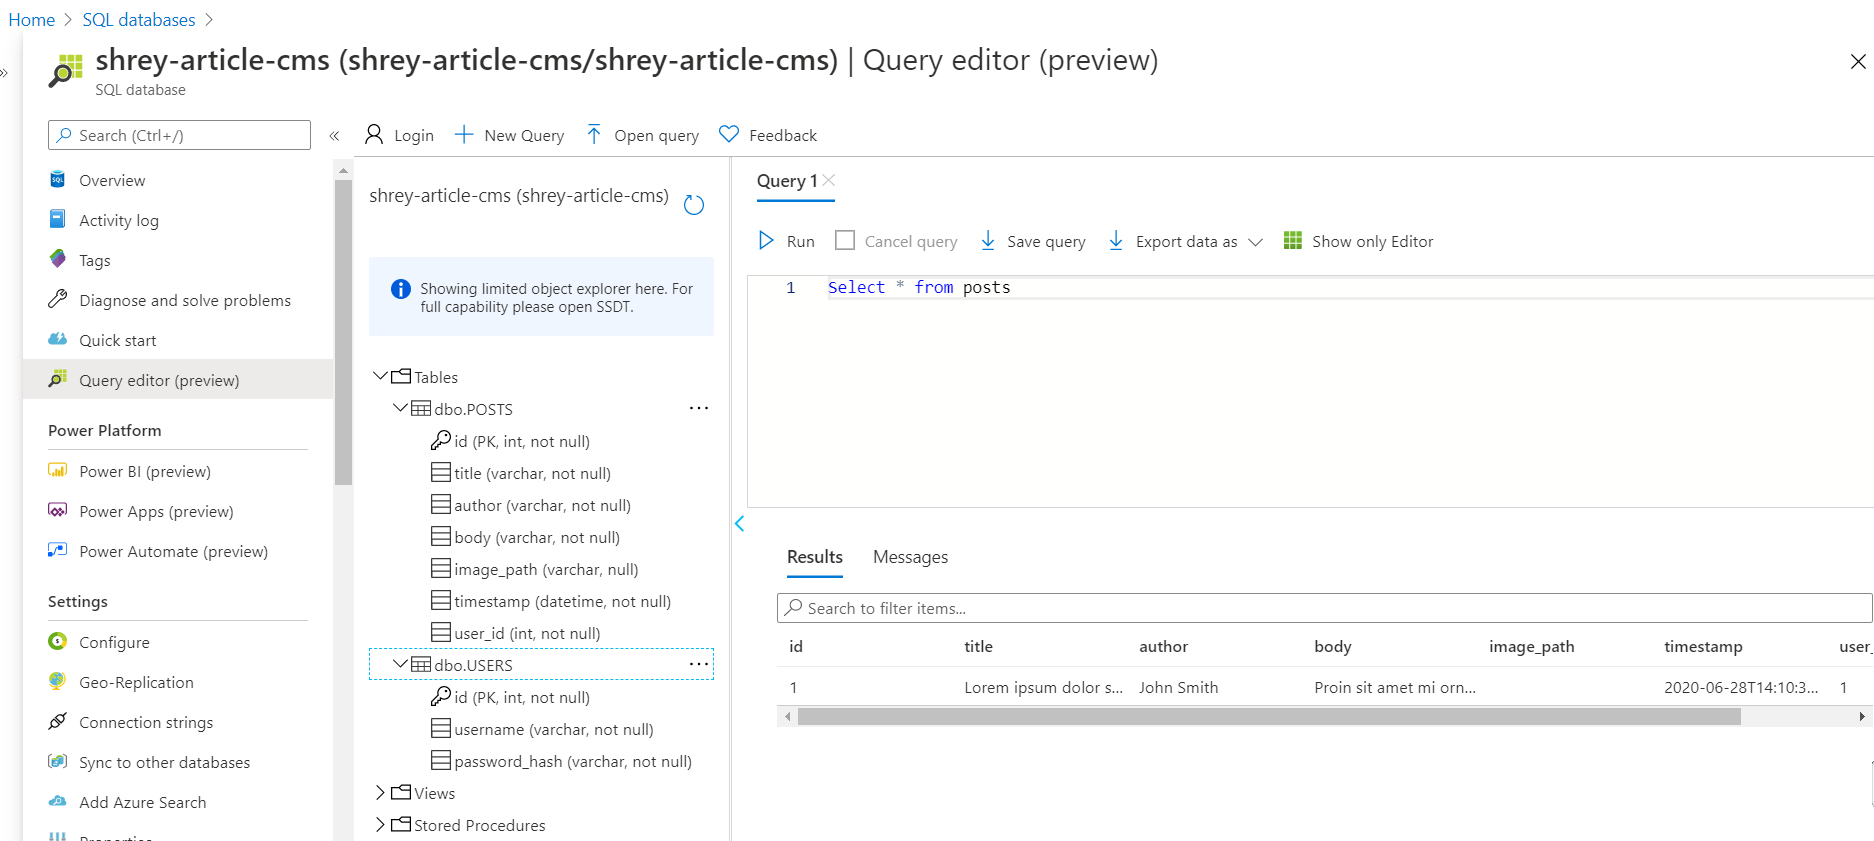 Home > SQL databases >
shrey-article-cms (shrey-article-cms/shrey-article-cms) | Query editor (preview)
SQL database
Search (Ctrl+/)
Overview
Activity log
Tags
Diagnose and solve problems
Quick start
Query editor (preview)
Power Platform
Power BI (preview)
Power Apps (preview)
Power Automate (preview)
Settings
Configure
Geo-Replication
Connection strings
Sync to other databases
Add Azure Search
Properties
Login
New Query
Open query
Feedback
shrey-article-cms (shrey-article-cms)
Showing limited object explorer here. For
full capability please open SSDT.
Tables
dbo.POSTS
id (PK, int, not null)
title (varchar, not null)
author (varchar, not null)
body (varchar, not null)
image_path (varchar, null)
timestamp (datetime, not null)
user_id (int, not null)
dbo.USERS
id (PK, int, not null)
username (varchar, not null)
password_hash (varchar, not null)
Views
Stored Procedures
Query 1
Run
Cancel query
Save query
Export data as
Show only Editor
1 Select * from posts
Results Messages
Search to filter items...
id title author body image_path timestamp user_
1 Lorem ipsum dolor s... John Smith Proin sit amet mi orn... 2020-06-28T14:10:3... 1